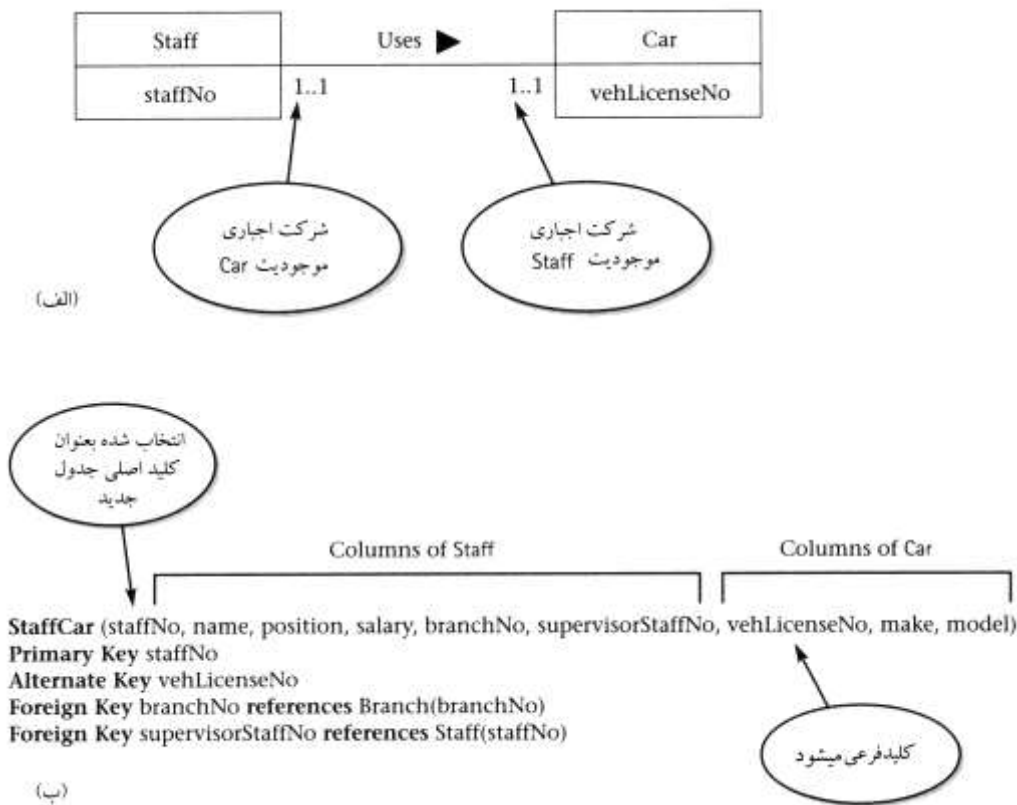 Staff
Uses
Car
staffNo
1..1
1..1
vehLicenseNo
شرکت اجباری
موجودیت Car
شرکت اجباری
موجودیت Staff
(الف)
انتخاب شده بعنوان
کلید اصلی جدول
جدید
Columns of Staff
Columns of Car
StaffCar (staffNo, name, position, salary, branchNo, supervisorStaffNo, vehLicenseNo, make, model)
Primary Key staffNo
Alternate Key vehLicenseNo
Foreign Key branchNo references Branch(branchNo)
Foreign Key supervisorStaffNo references Staff(staffNo)
کلیدفرعی میشود
(ب)